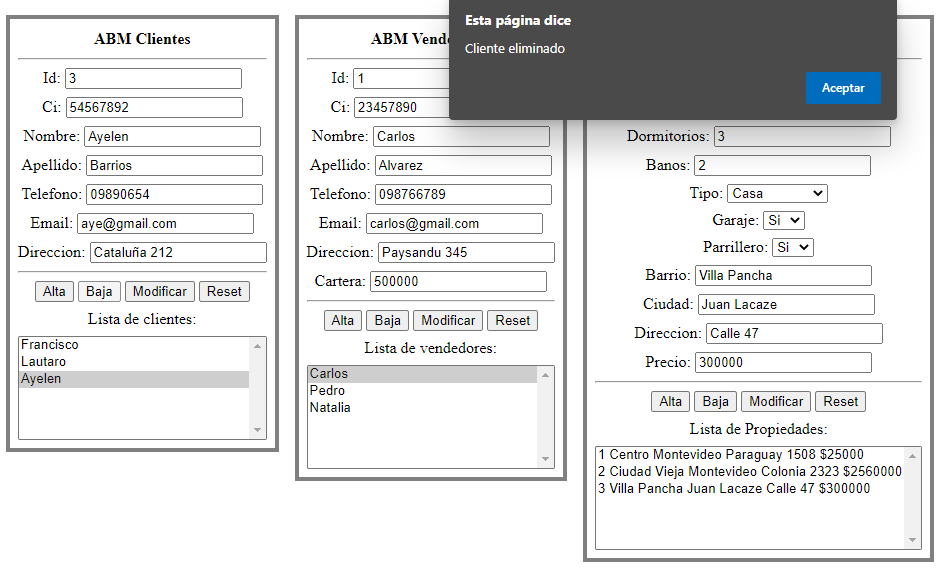 ABM Clientes
Id: 3
Ci: 54567892
Nombre: Ayelen
Apellido: Barrios
Telefono: 09890654
Email: aye@gmail.com
Direccion: Cataluña 212
Alta Baja Modificar Reset
Lista de clientes:
Francisco
Lautaro
Ayelen
ABM Vende
Id: 1
Ci: 23457890
Nombre: Carlos
Apellido: Alvarez
Telefono: 098766789
Email: carlos@gmail.com
Direccion: Paysandu 345
Cartera: 500000
Alta Baja Modificar Reset
Lista de vendedores:
Carlos
Pedro
Natalia
Esta página dice
Cliente eliminado
Aceptar
Dormitorios: 3
Banos: 2
Tipo: Casa
Garaje: Si
Parrillero: Si
Barrio: Villa Pancha
Ciudad: Juan Lacaze
Direccion: Calle 47
Precio: 300000
Alta Baja Modificar Reset
Lista de Propiedades:
1 Centro Montevideo Paraguay 1508 $25000
2 Ciudad Vieja Montevideo Colonia 2323 $2560000
3 Villa Pancha Juan Lacaze Calle 47 $300000